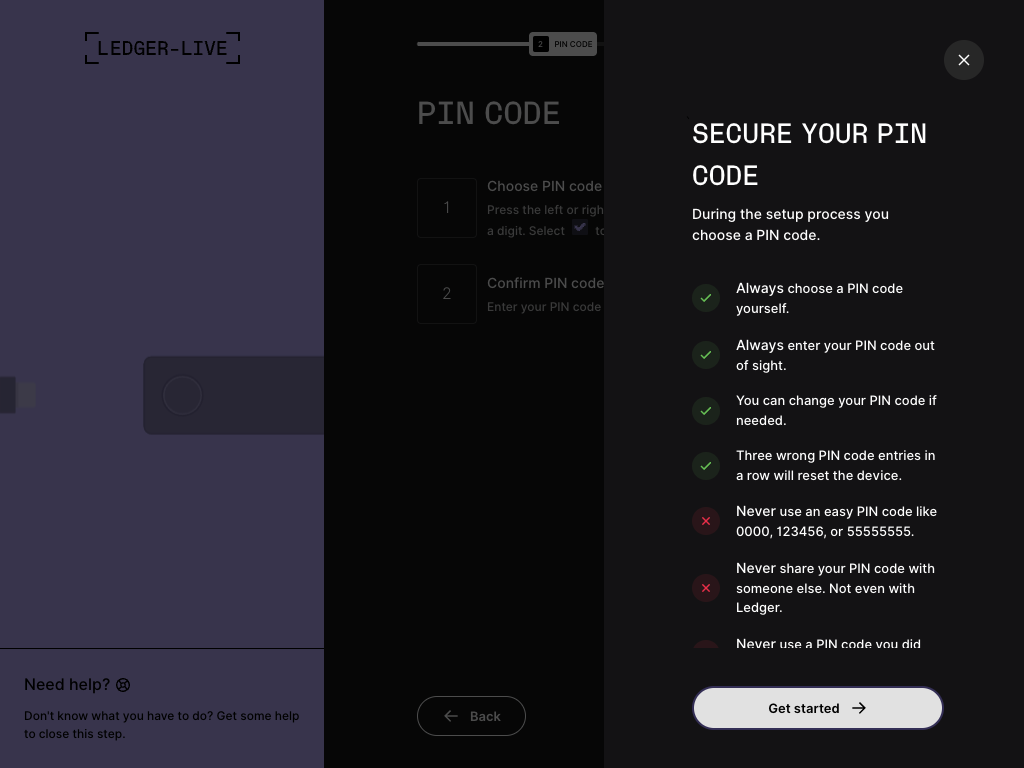 LEDGER-LIVE
Need help?
Don't know what you have to do? Get some help
to close this step.
2 PIN CODE
PIN CODE
1
Choose PIN code
Press the left or righ
a digit. Select to
2
Confirm PIN code
Enter your PIN code
Back
SECURE YOUR PIN
CODE
During the setup process you
choose a PIN code.
Always choose a PIN code
yourself.
Always enter your PIN code out
of sight.
You can change your PIN code if
needed.
Three wrong PIN code entries in
a row will reset the device.
Never use an easy PIN code like
0000, 123456, or 55555555.
Never share your PIN code with
someone else. Not even with
Ledger.
Never use a PIN code you did
Get started